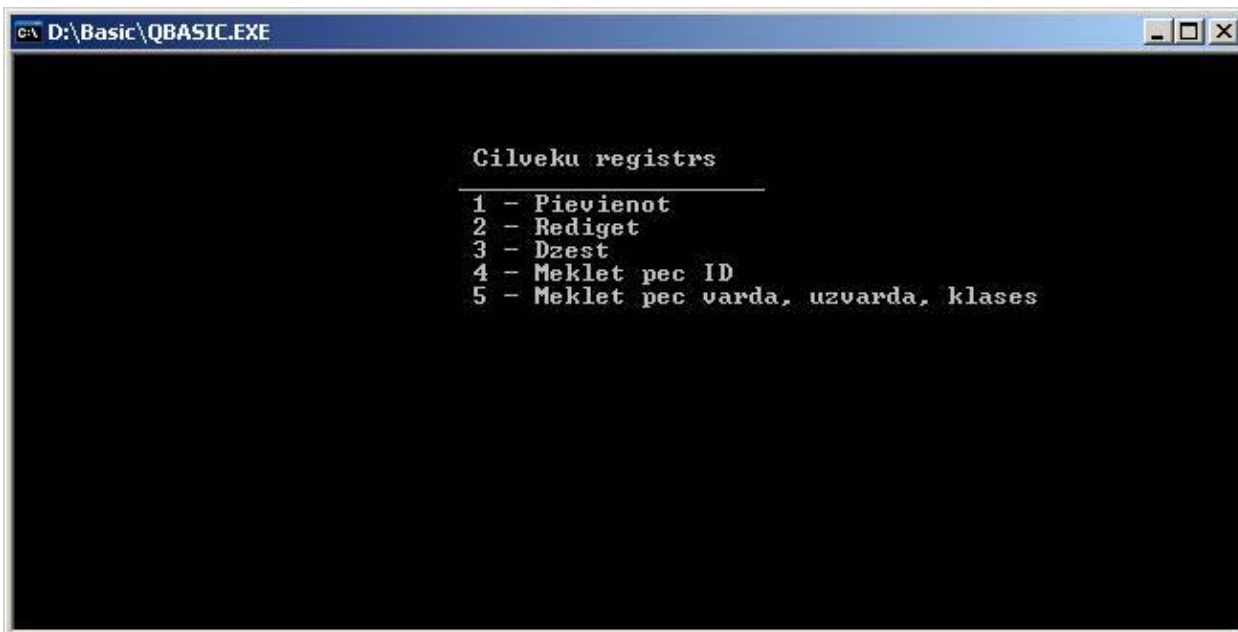 D:\Basic\QBASIC.EXE
Cilveku registrs
1 - Pievienot
2 - Rediget
3 - Dzest
4 - Meklet pec ID
5 - Meklet pec varda, uzvarda, klases